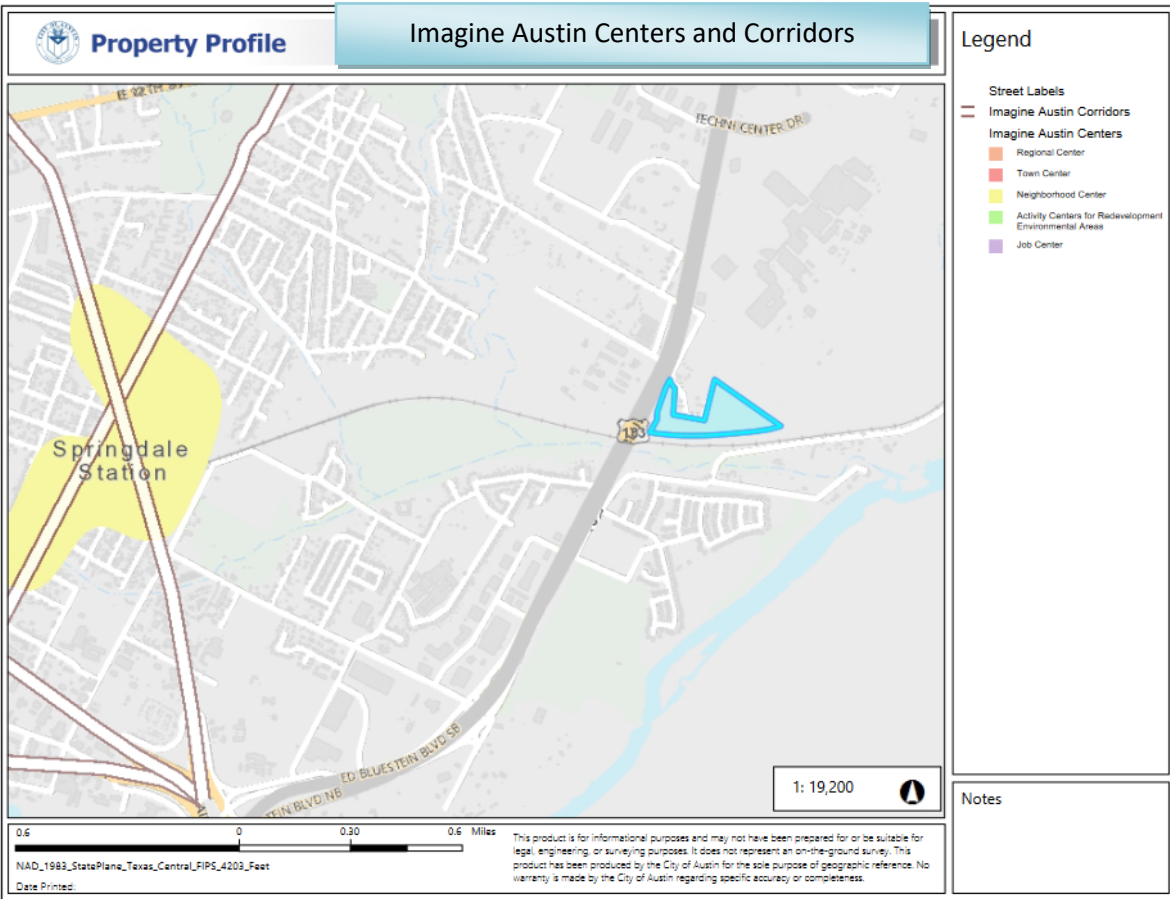 Property Profile
Imagine Austin Centers and Corridors
Legend
Street Labels
Imagine Austin Corridors
Imagine Austin Centers
Regional Center
Town Center
Neighborhood Center
Activity Centers for Redevelopment
Environmental Areas
Job Center
TECHNI CENTER DR
183
Springdale
Station
ED BLUESTEIN BLVD SB
TEIN BLVD NB
1: 19,200
Notes
0.6
0
0.30
0.6 Miles
NAD_1983_StatePlane_Texas_Central_FIPS_4203_Feet
Date Printed:
This product is for informational purposes and may not have been prepared for or be suitable for
legal, engineering, or surveying purposes. It does not represent an on-the-ground survey. This
product has been produced by the City of Austin for the sole purpose of geographic reference. No
warranty is made by the City of Austin regarding specific accuracy or completeness.